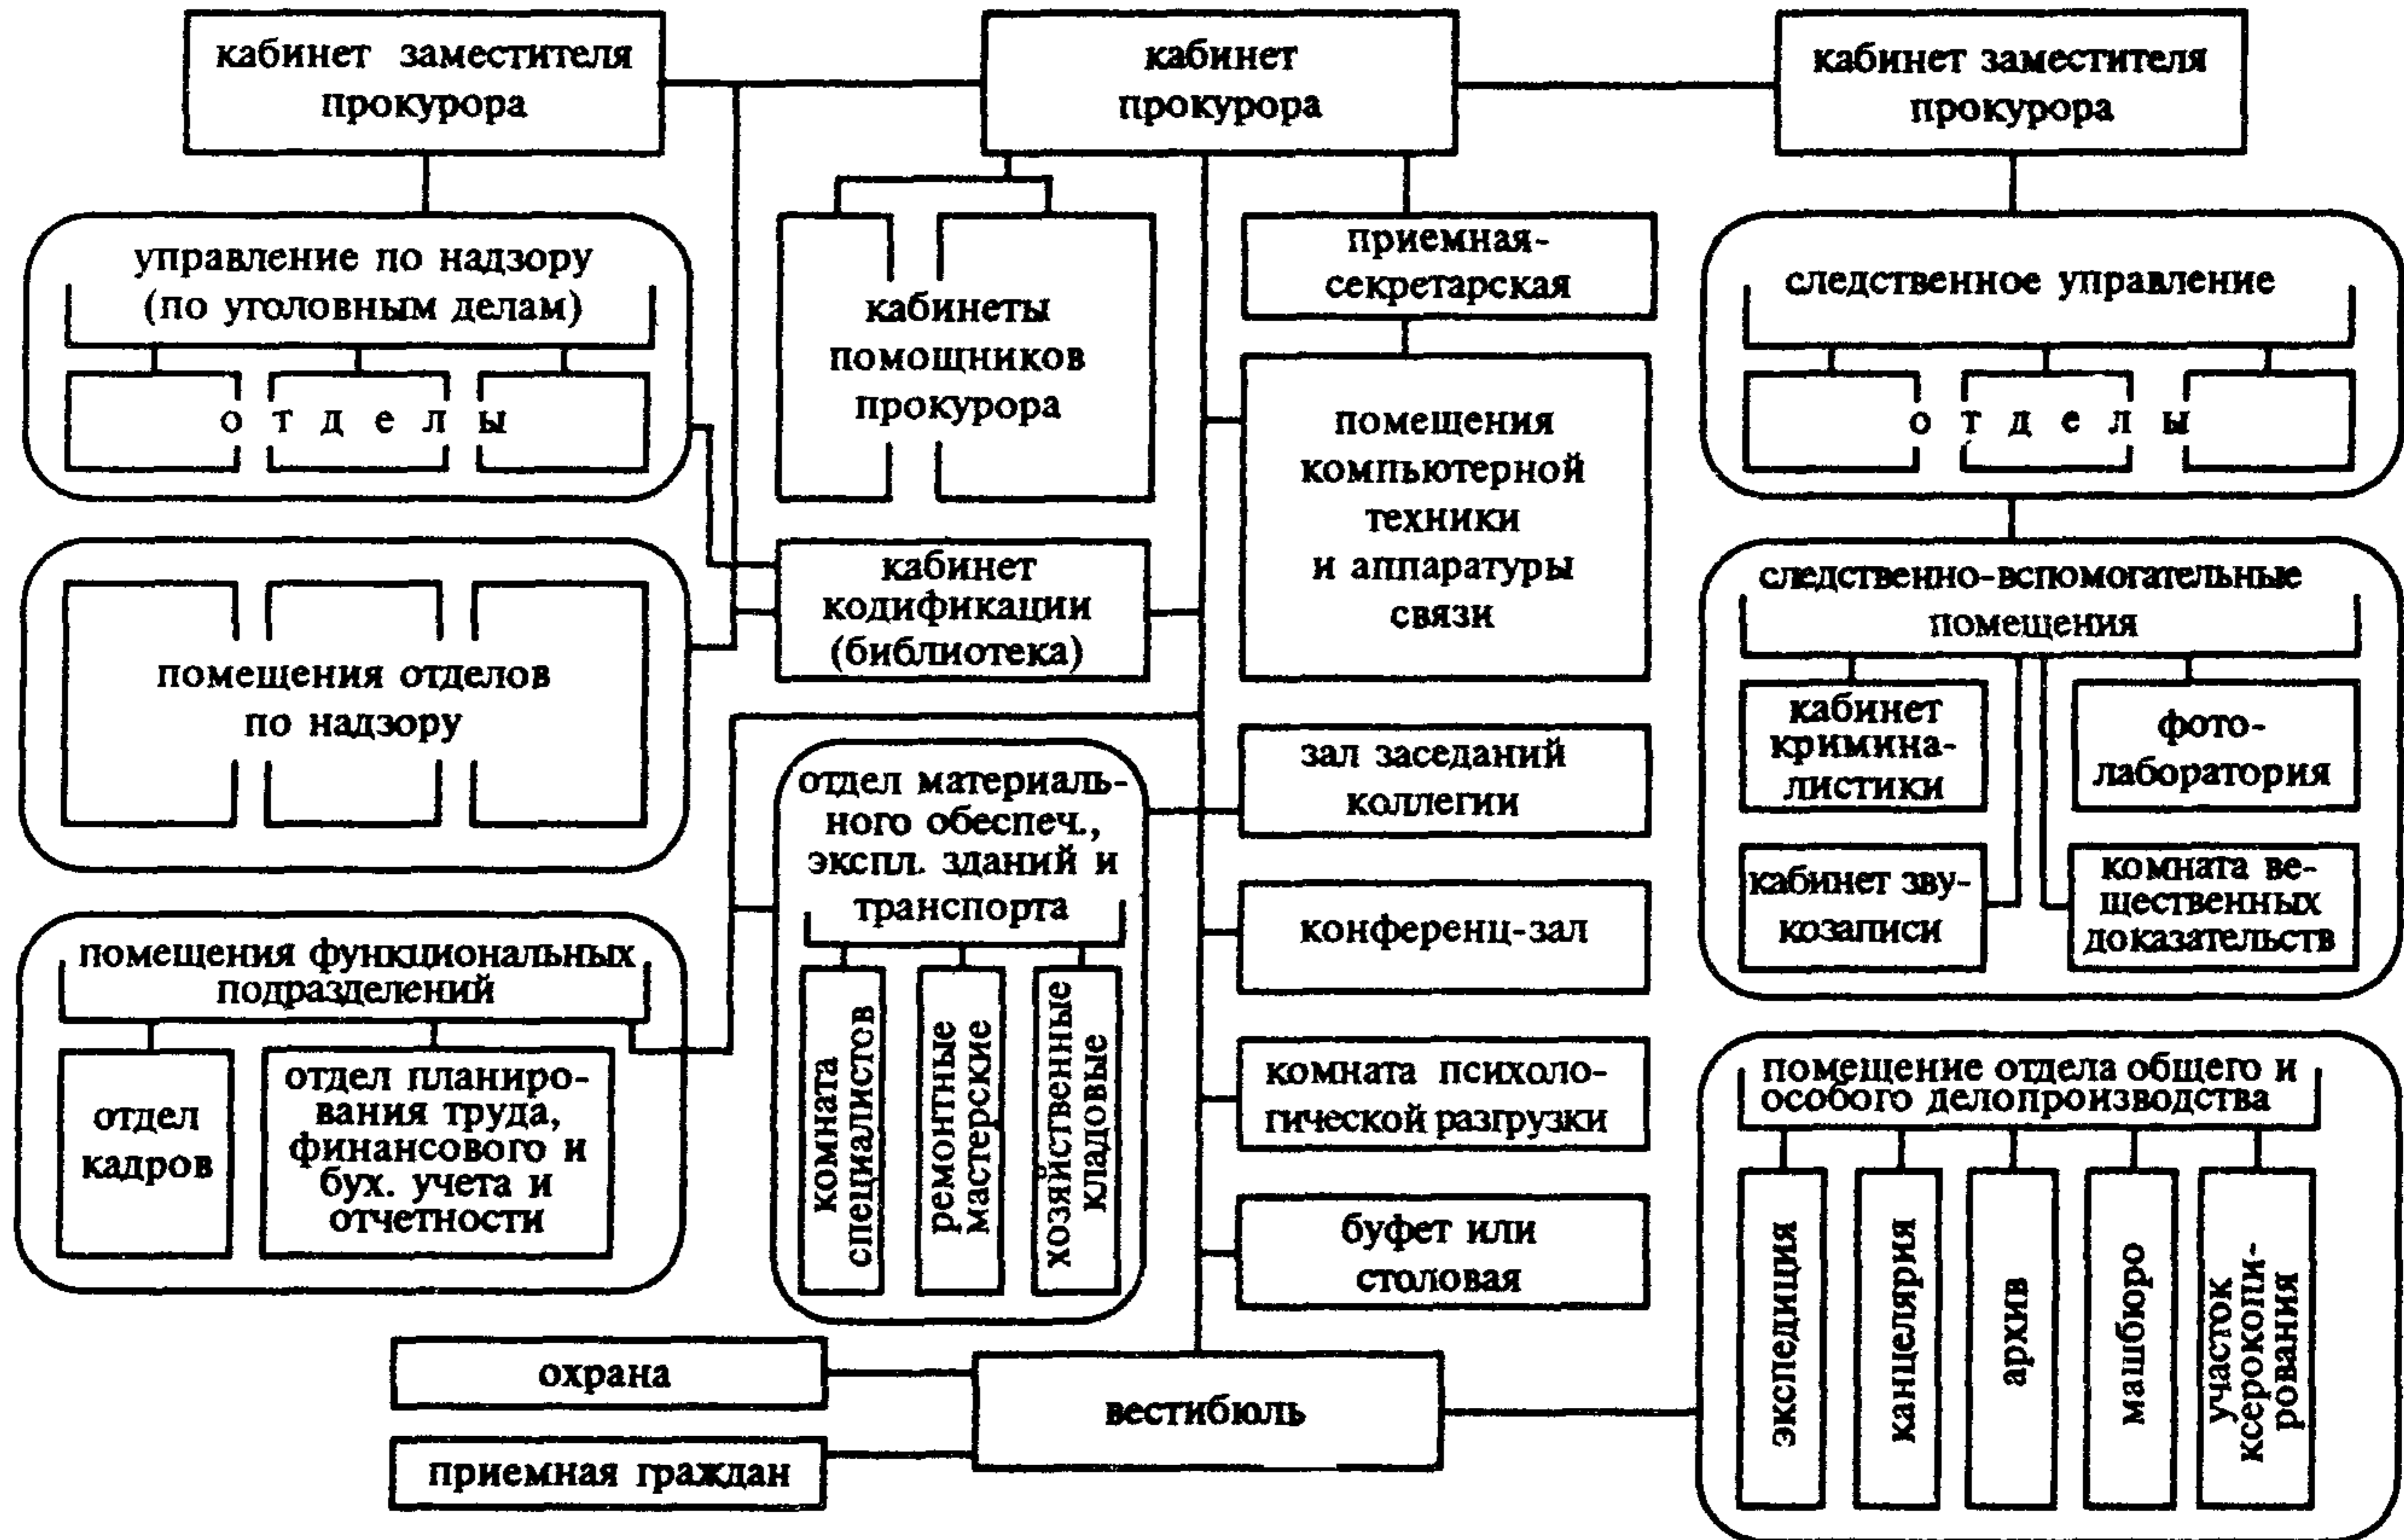 кабинет заместителя
прокурора
кабинет
прокурора
кабинет заместителя
прокурора
управление по надзору
(по уголовным делам)
отделы
кабинеты
помощников
прокурора
приемная-
секретарская
следственное управление
отделы
помещения
компьютерной
техники
и аппаратуры
связи
помещения отделов
по надзору
кабинет
кодификации
(библиотека)
следственно-вспомогательные
помещения
кабинет
кримина-
листики
фото-
лаборатория
кабинет зву-
козаписи
комната ве-
щественных
доказательств
отдел материаль-
ного обеспеч.,
экспл. зданий и
транспорта
комната
специалистов
ремонтные
мастерские
хозяйственные
кладовые
зал заседаний
коллегии
конференц-зал
комната психоло-
гической разгрузки
буфет или
столовая
помещения функциональных
подразделений
отдел
кадров
отдел планиро-
вания труда,
финансового и
бух. учета и
отчетности
помещение отдела общего и
особого делопроизводства
экспедиция
канцелярия
архив
машбюро
участок
ксерокопи-
рования
охрана
приемная граждан
вестибюль